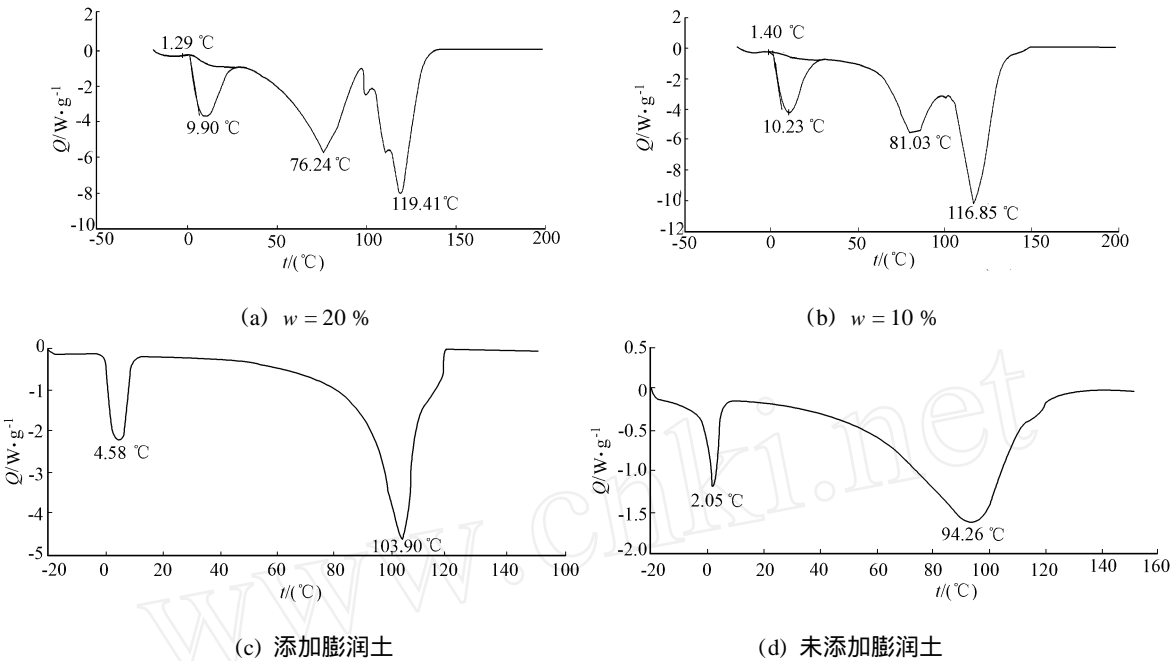 2
0
-2
-4
-6
-8
-10
Q/W·g⁻¹
1.29 ℃
9.90 ℃
76.24 ℃
119.41℃
-50 0 50 100 150 200
t/(℃)
(a) w = 20 %
2
0
-2
-4
-6
-8
-10
-12
Q/W·g⁻¹
1.40 ℃
10.23 ℃
81.03 ℃
116.85 ℃
-50 0 50 100 150 200
t/(℃)
(b) w = 10 %
0
-1
-2
-3
-4
-5
Q/W·g⁻¹
4.58 ℃
103.90 ℃
-20 0 20 40 60 80 100 120 140 100
t/(℃)
(c) 添加膨润土
0.5
0
-0.5
-1.0
-1.5
-2.0
Q/W·g⁻¹
2.05 ℃
94.26 ℃
-20 0 20 40 60 80 100 120 140 160
t/(℃)
(d) 未添加膨润土
www.cnki.net